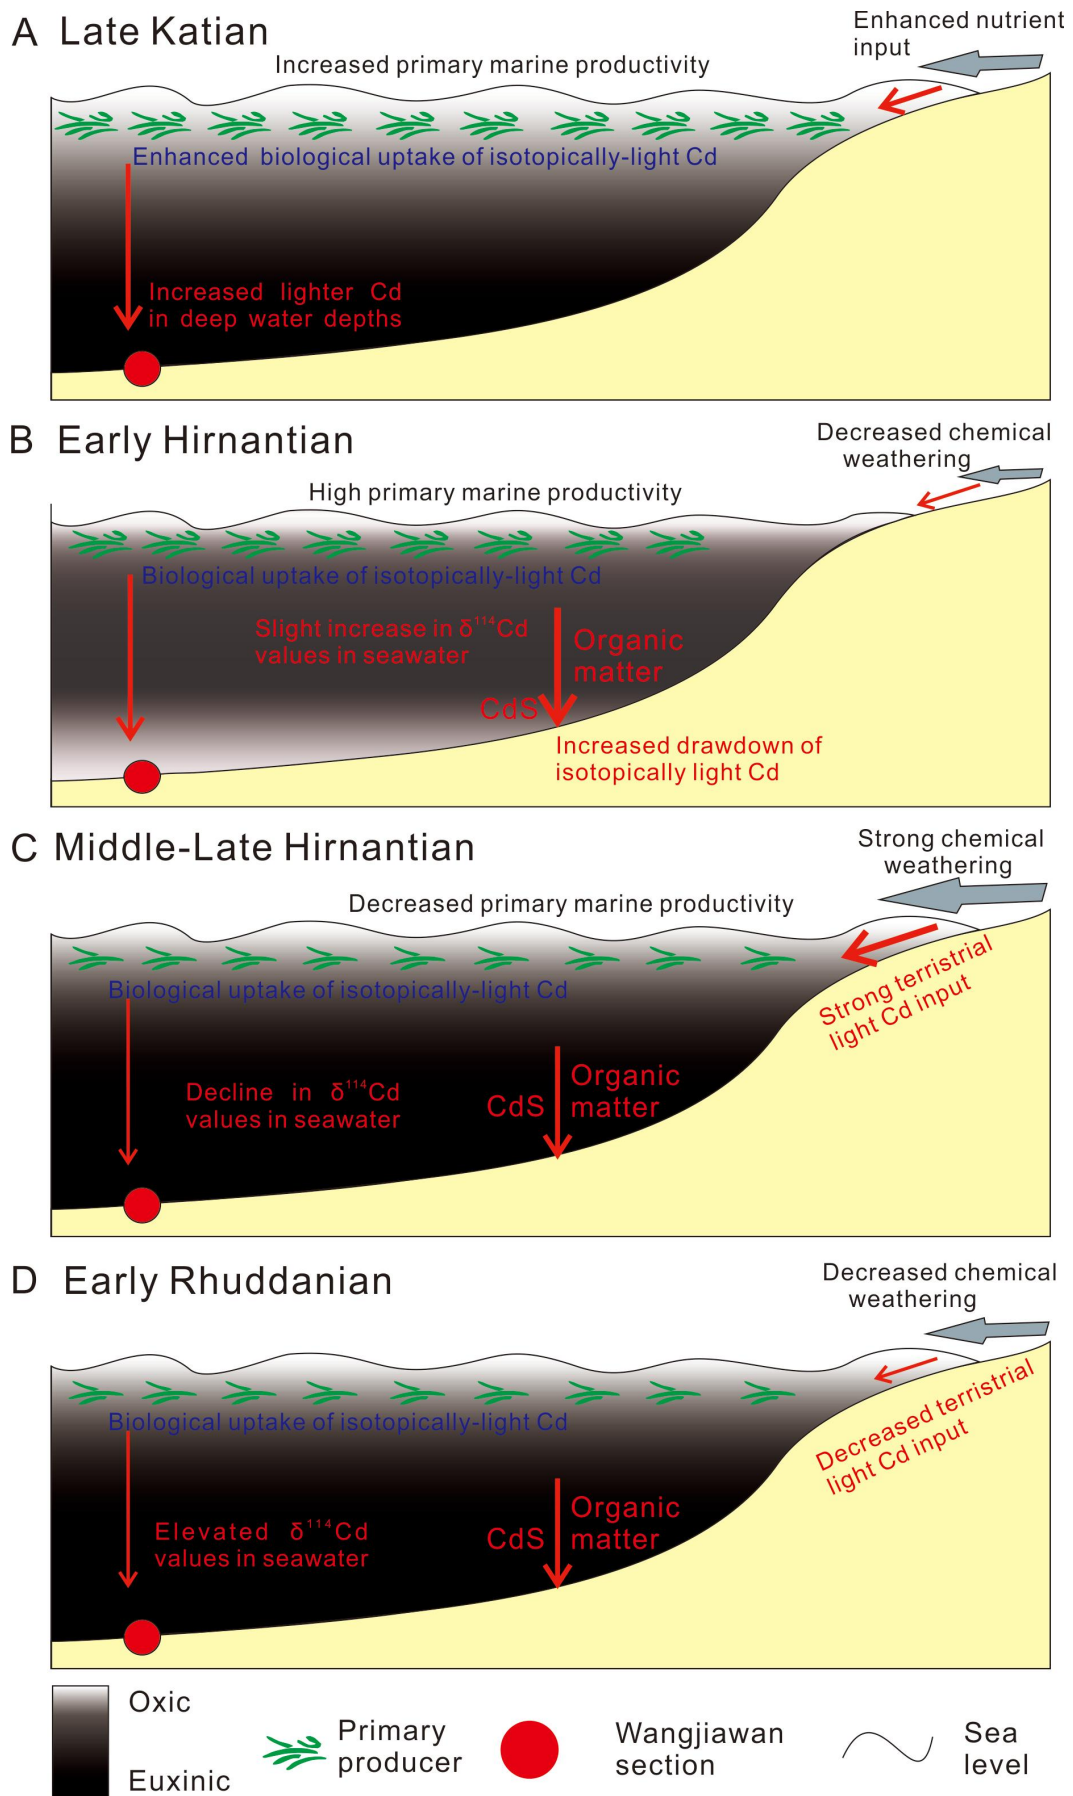 A Late Katian
Enhanced nutrient
input
Increased primary marine productivity
Enhanced biological uptake of isotopically-light Cd
Increased lighter Cd
in deep water depths
B Early Hirnantian
Decreased chemical
weathering
High primary marine productivity
Biological uptake of isotopically-light Cd
Slight increase in δ¹¹⁴Cd
values in seawater
Organic
matter
CdS
Increased drawdown of
isotopically light Cd
C Middle-Late Hirnantian
Strong chemical
weathering
Decreased primary marine productivity
Strong terristrial
light Cd input
Biological uptake of isotopically-light Cd
Decline in δ¹¹⁴Cd
values in seawater
Organic
CdS matter
D Early Rhuddanian
Decreased chemical
weathering
Decreased terristrial
light Cd input
Biological uptake of isotopically-light Cd
Elevated δ¹¹⁴Cd
values in seawater
Organic
CdS matter
Oxic
Euxinic
Primary
producer
Wangjiawan
section
Sea
level